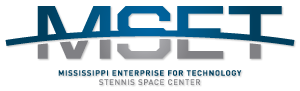 MSET
MISSISSIPPI ENTERPRISE FOR TECHNOLOGY
STENNIS SPACE CENTER